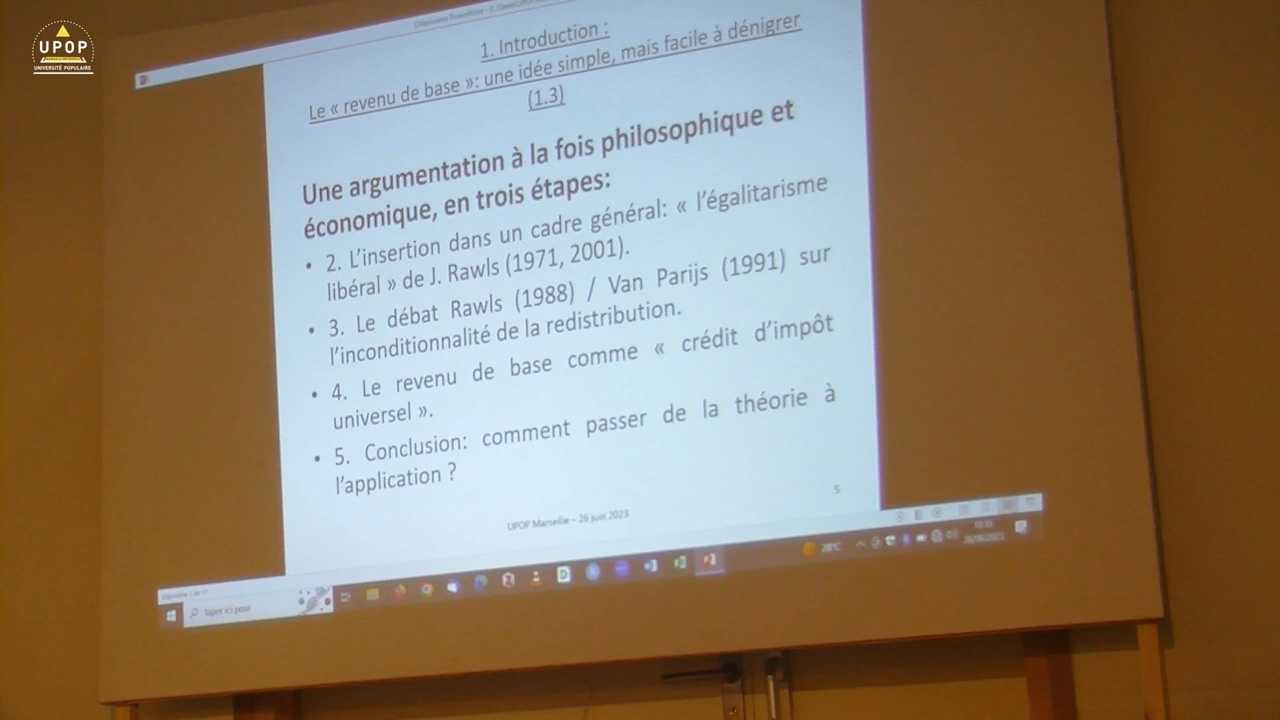 UPOP
UNIVERSITÉ POPULAIRE
1. Introduction :
Le « revenu de base »: une idée simple, mais facile à dénigrer
(1.3)
Une argumentation à la fois philosophique et
économique, en trois étapes:
• 2. L'insertion dans un cadre général: « l'égalitarisme
libéral » de J. Rawls (1971, 2001).
• 3. Le débat Rawls (1988) / Van Parijs (1991) sur
l'inconditionnalité de la redistribution.
• 4. Le revenu de base comme « crédit d'impôt
universel ».
• 5. Conclusion: comment passer de la théorie à
l'application ?
5
UPOP Marseille – 26 juin 2023
Taper ici pour
28°C
26/06/2023